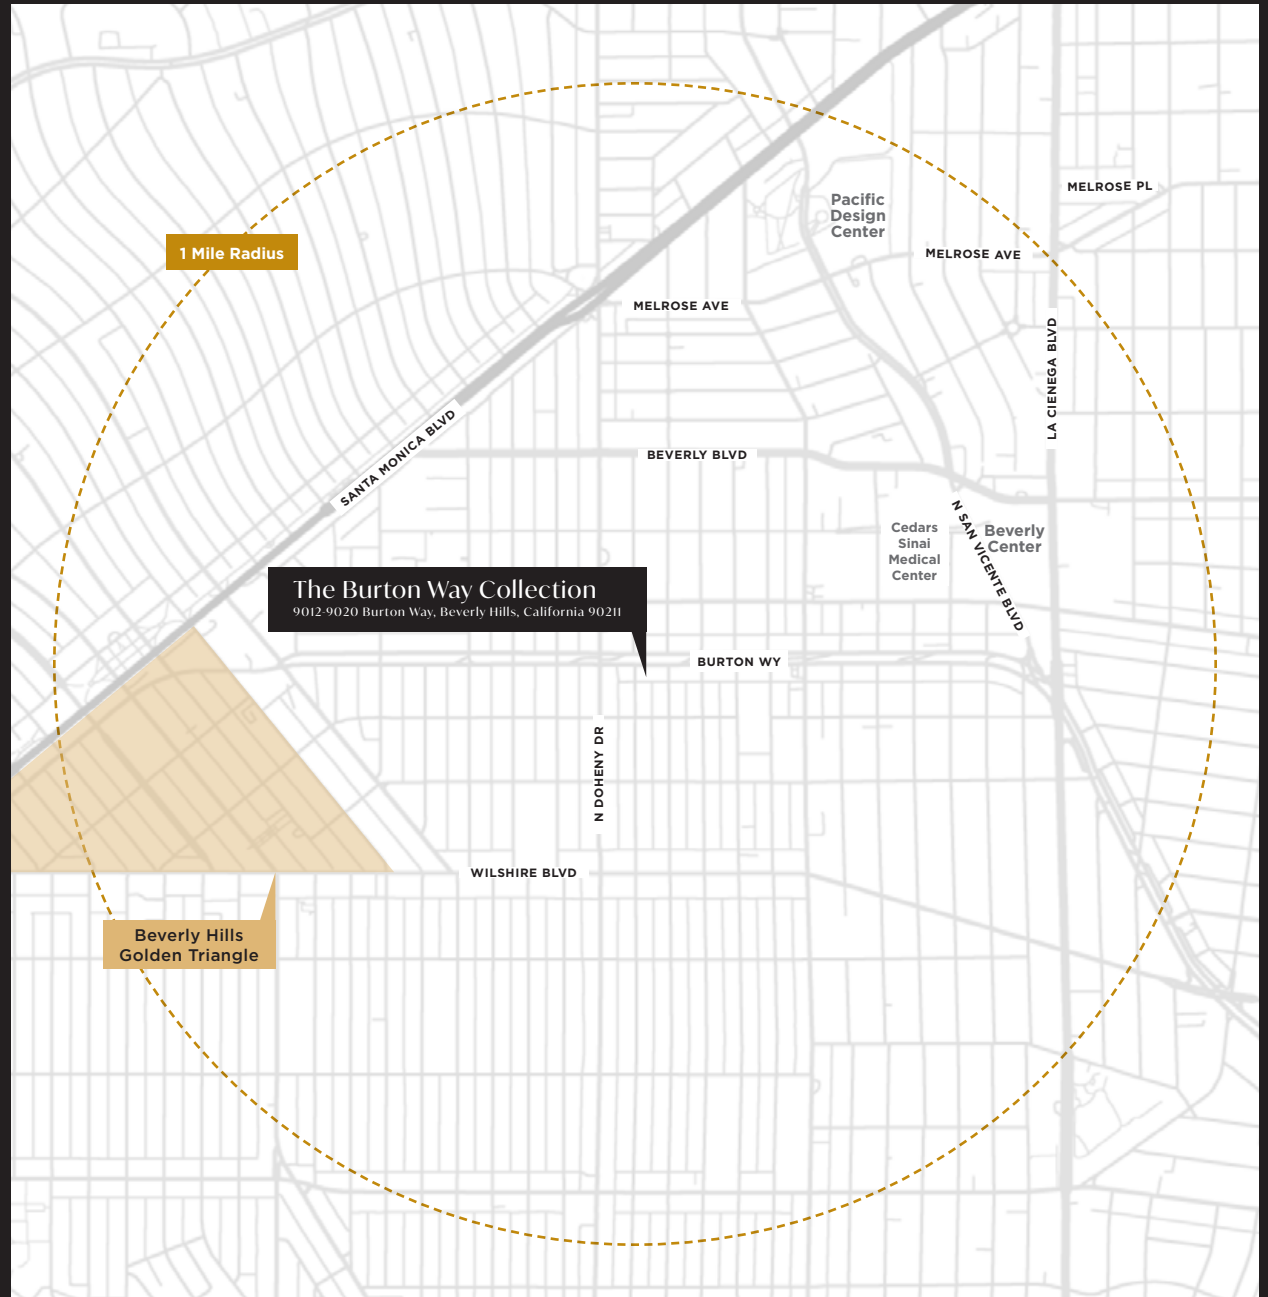 MELROSE PL
Pacific
Design
Center
1 Mile Radius
MELROSE AVE
MELROSE AVE
LA CIENEGA BLVD
SANTA MONICA BLVD
BEVERLY BLVD
N SAN VICENTE BLVD
Cedars
Sinai
Medical
Center
Beverly
Center
The Burton Way Collection
9012-9020 Burton Way, Beverly Hills, California 90211
BURTON WY
N DOHENY DR
WILSHIRE BLVD
Beverly Hills
Golden Triangle